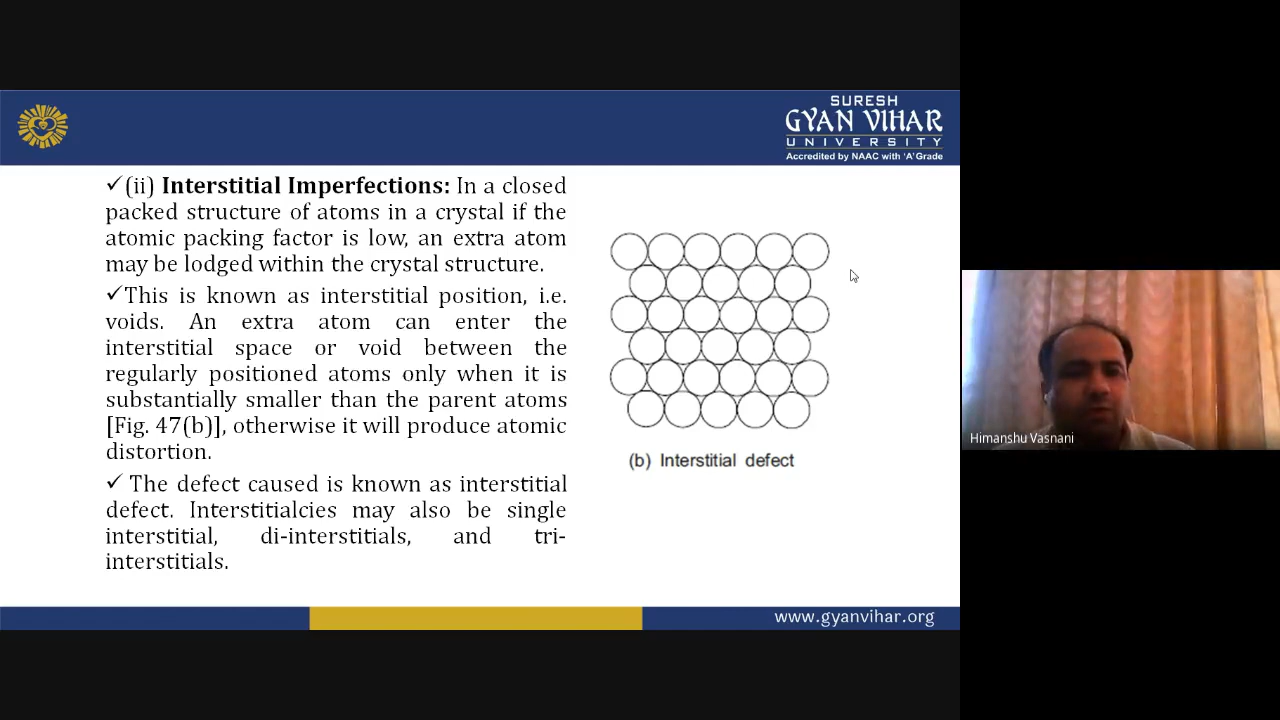 SURESH
GYAN VIHAR
UNIVERSITY
Accredited by NAAC with 'A' Grade
✓(ii) Interstitial Imperfections: In a closed
packed structure of atoms in a crystal if the
atomic packing factor is low, an extra atom
may be lodged within the crystal structure.
✓This is known as interstitial position, i.e.
voids. An extra atom can enter the
interstitial space or void between the
regularly positioned atoms only when it is
substantially smaller than the parent atoms
[Fig. 47(b)], otherwise it will produce atomic
distortion.
✓ The defect caused is known as interstitial
defect. Interstitialcies may also be single
interstitial, di-interstitials, and tri-
interstitials.
(b) Interstitial defect
www.gyanvihar.org
Himanshu Vasnani